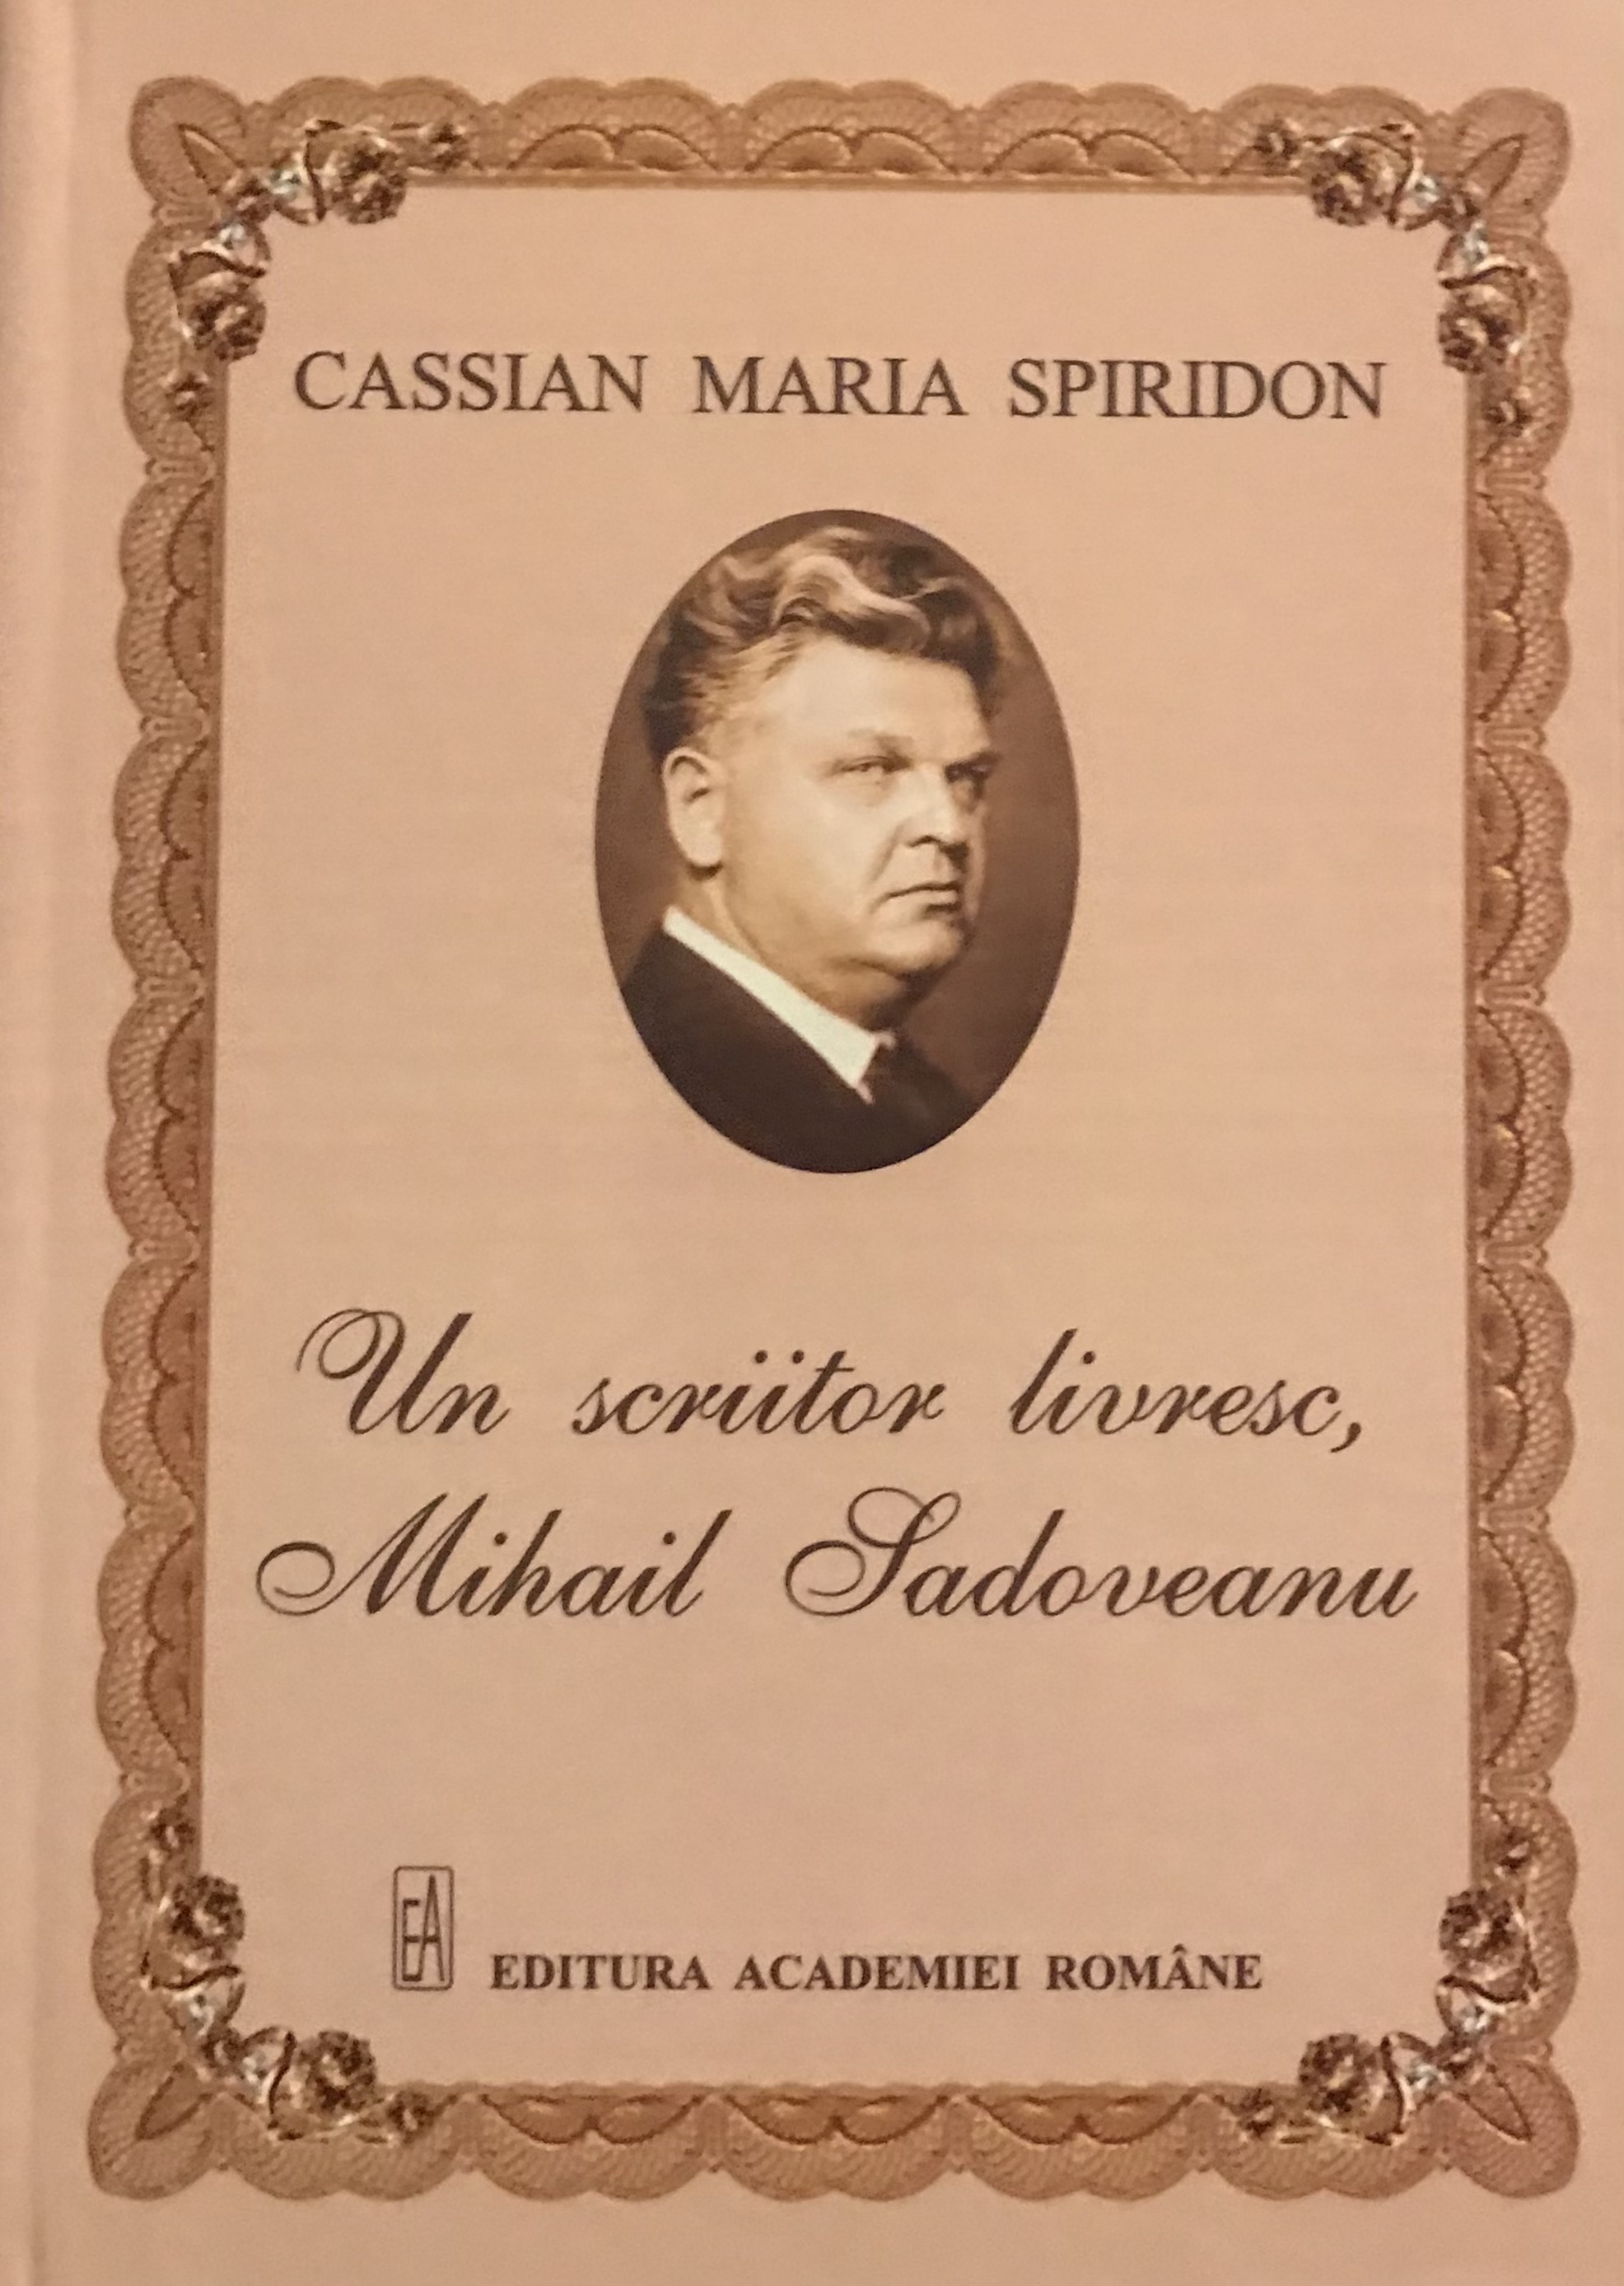 CASSIAN MARIA SPIRIDON
Un scriitor livresc,
Mihail Sadoveanu
EA EDITURA ACADEMIEI ROMÂNE